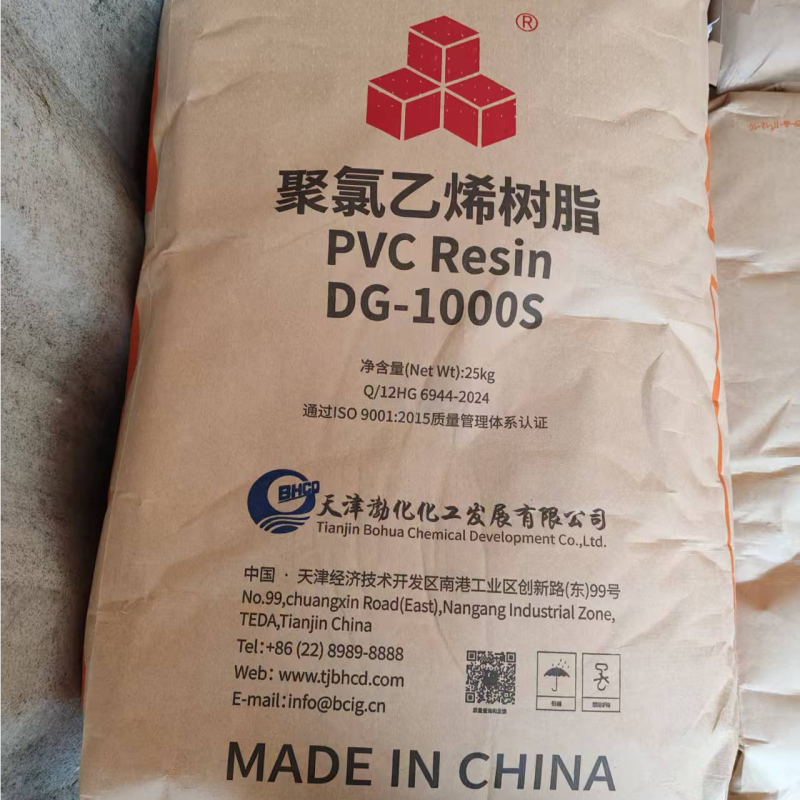 ®
聚氯乙烯树脂
PVC Resin
DG-1000S
净含量(Net Wt):25kg
Q/12HG 6944-2024
通过ISO 9001:2015质量管理体系认证
BHCD
天津渤化化工发展有限公司
Tianjin Bohua Chemical Development Co.,Ltd.
中国 · 天津经济技术开发区南港工业区创新路(东)99号
No.99,chuangxin Road(East),Nangang Industrial Zone,
TEDA,Tianjin China
Tel:+86 (22) 8989-8888
Web: www.tjbhcd.com
E-mail:info@bcig.cn
MADE IN CHINA